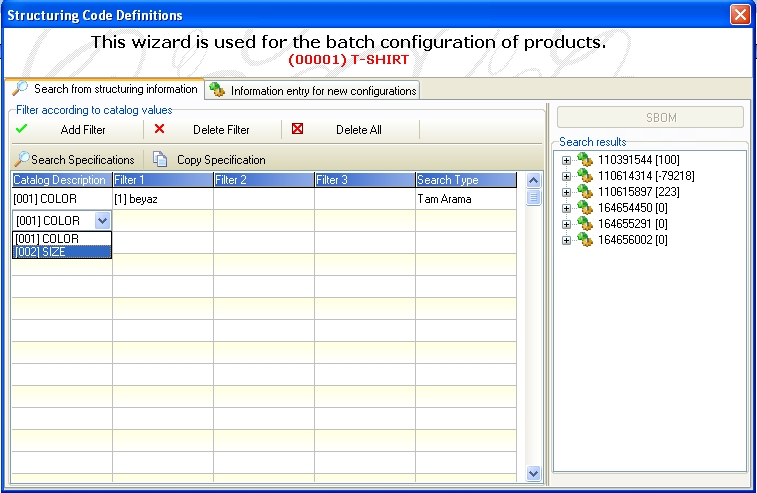 Structuring Code Definitions
This wizard is used for the batch configuration of products.
(00001) T-SHIRT
Search from structuring information
Information entry for new configurations
Filter according to catalog values
Add Filter
Delete Filter
Delete All
Search Specifications
Copy Specification
Catalog Description Filter 1 Filter 2 Filter 3 Search Type
[001] COLOR [1] beyaz Tam Arama
[001] COLOR
[001] COLOR
[002] SIZE
SBOM
Search results
110391544 [100]
110614314 [-79218]
110615897 [223]
164654450 [0]
164655291 [0]
164656002 [0]